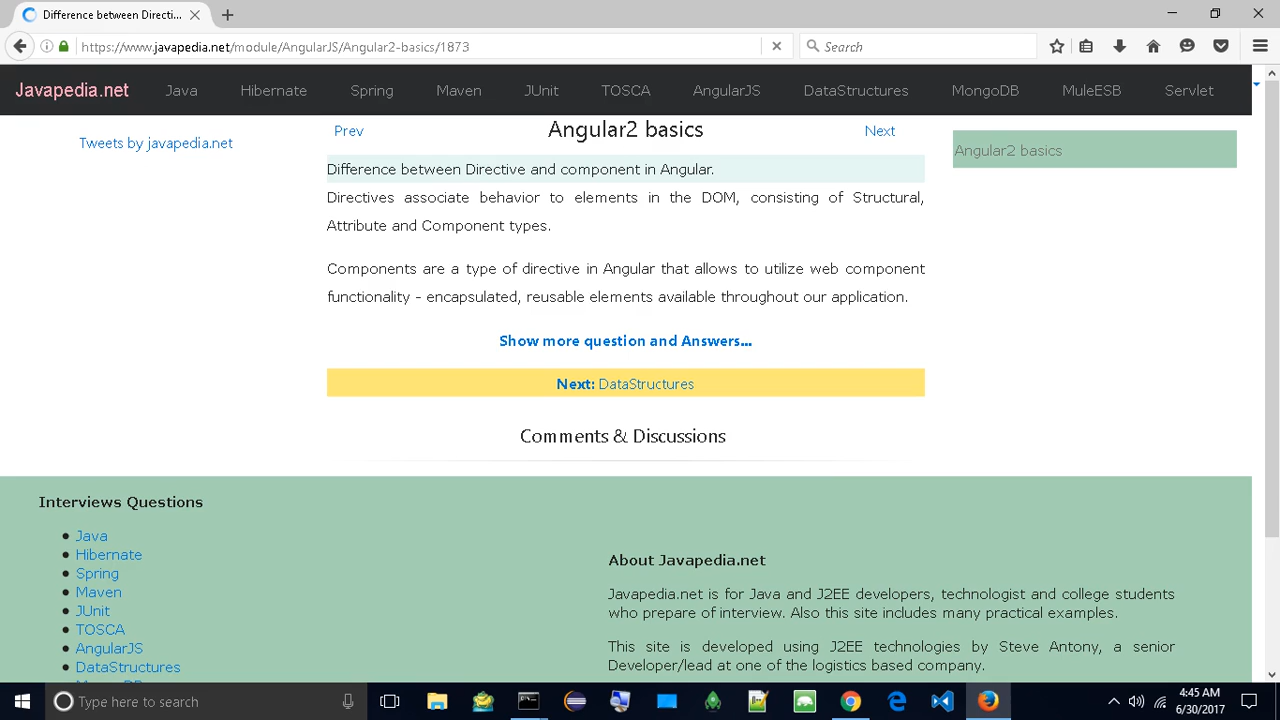 Difference between Directi...
https://www.javapedia.net/module/AngularJS/Angular2-basics/1873
Search
Javapedia.net Java Hibernate Spring Maven JUnit TOSCA AngularJS DataStructures MongoDB MuleESB Servlet
Tweets by javapedia.net
Prev Angular2 basics Next
Angular2 basics
Difference between Directive and component in Angular.
Directives associate behavior to elements in the DOM, consisting of Structural,
Attribute and Component types.
Components are a type of directive in Angular that allows to utilize web component
functionality - encapsulated, reusable elements available throughout our application.
Show more question and Answers...
Next: DataStructures
Comments & Discussions
Interviews Questions
Java
Hibernate
Spring
Maven
JUnit
TOSCA
AngularJS
DataStructures
About Javapedia.net
Javapedia.net is for Java and J2EE developers, technologist and college students
who prepare of interview. Also this site includes many practical examples.
This site is developed using J2EE technologies by Steve Antony, a senior
Developer/lead at one of the logistics based company.
Type here to search
4:45 AM
6/30/2017